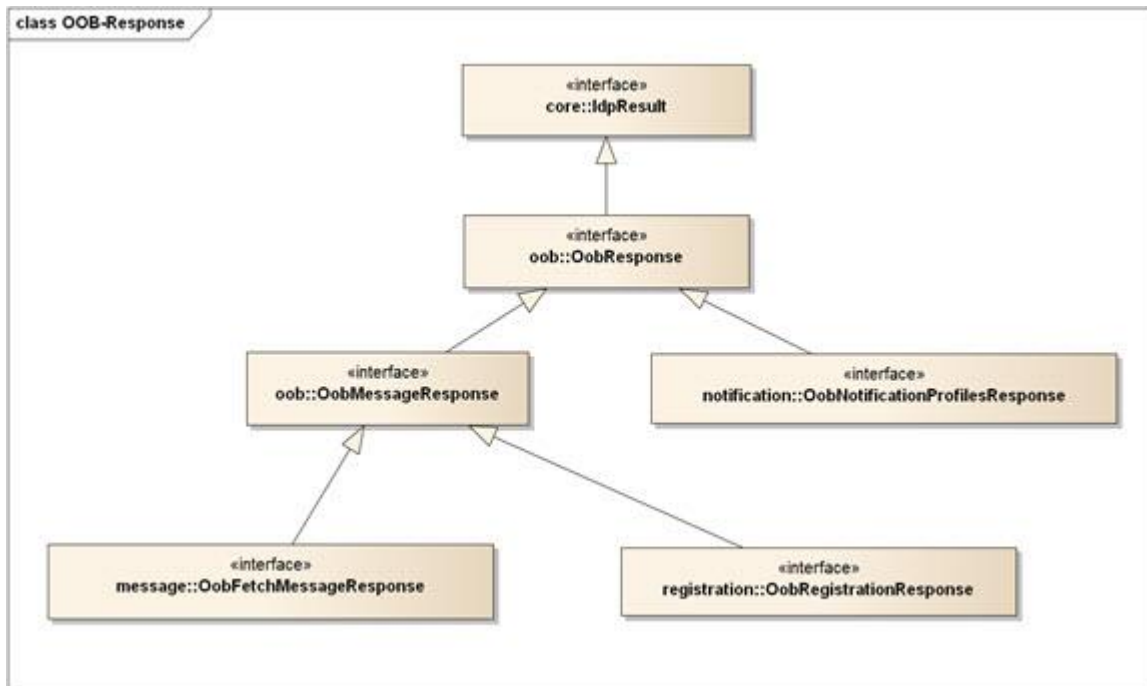 class OOB-Response
«interface»
core::IdpResult
«interface»
oob::OobResponse
«interface»
oob::OobMessageResponse
«interface»
notification::OobNotificationProfilesResponse
«interface»
message::OobFetchMessageResponse
«interface»
registration::OobRegistrationResponse